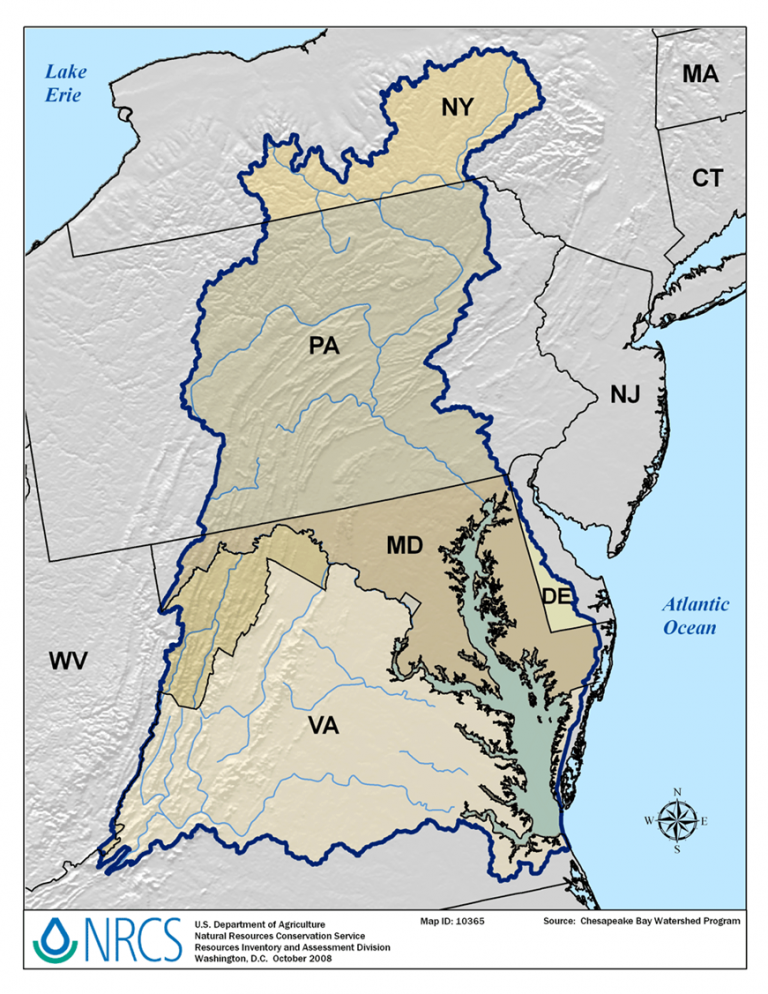 Lake
Erie
NY
MA
CT
PA
NJ
MD
DE
Atlantic
Ocean
WV
VA
N
W E
S
NRCS
U.S. Department of Agriculture
Natural Resources Conservation Service
Resources Inventory and Assessment Division
Washington, D.C. October 2008
Map ID: 10365
Source: Chesapeake Bay Watershed Program